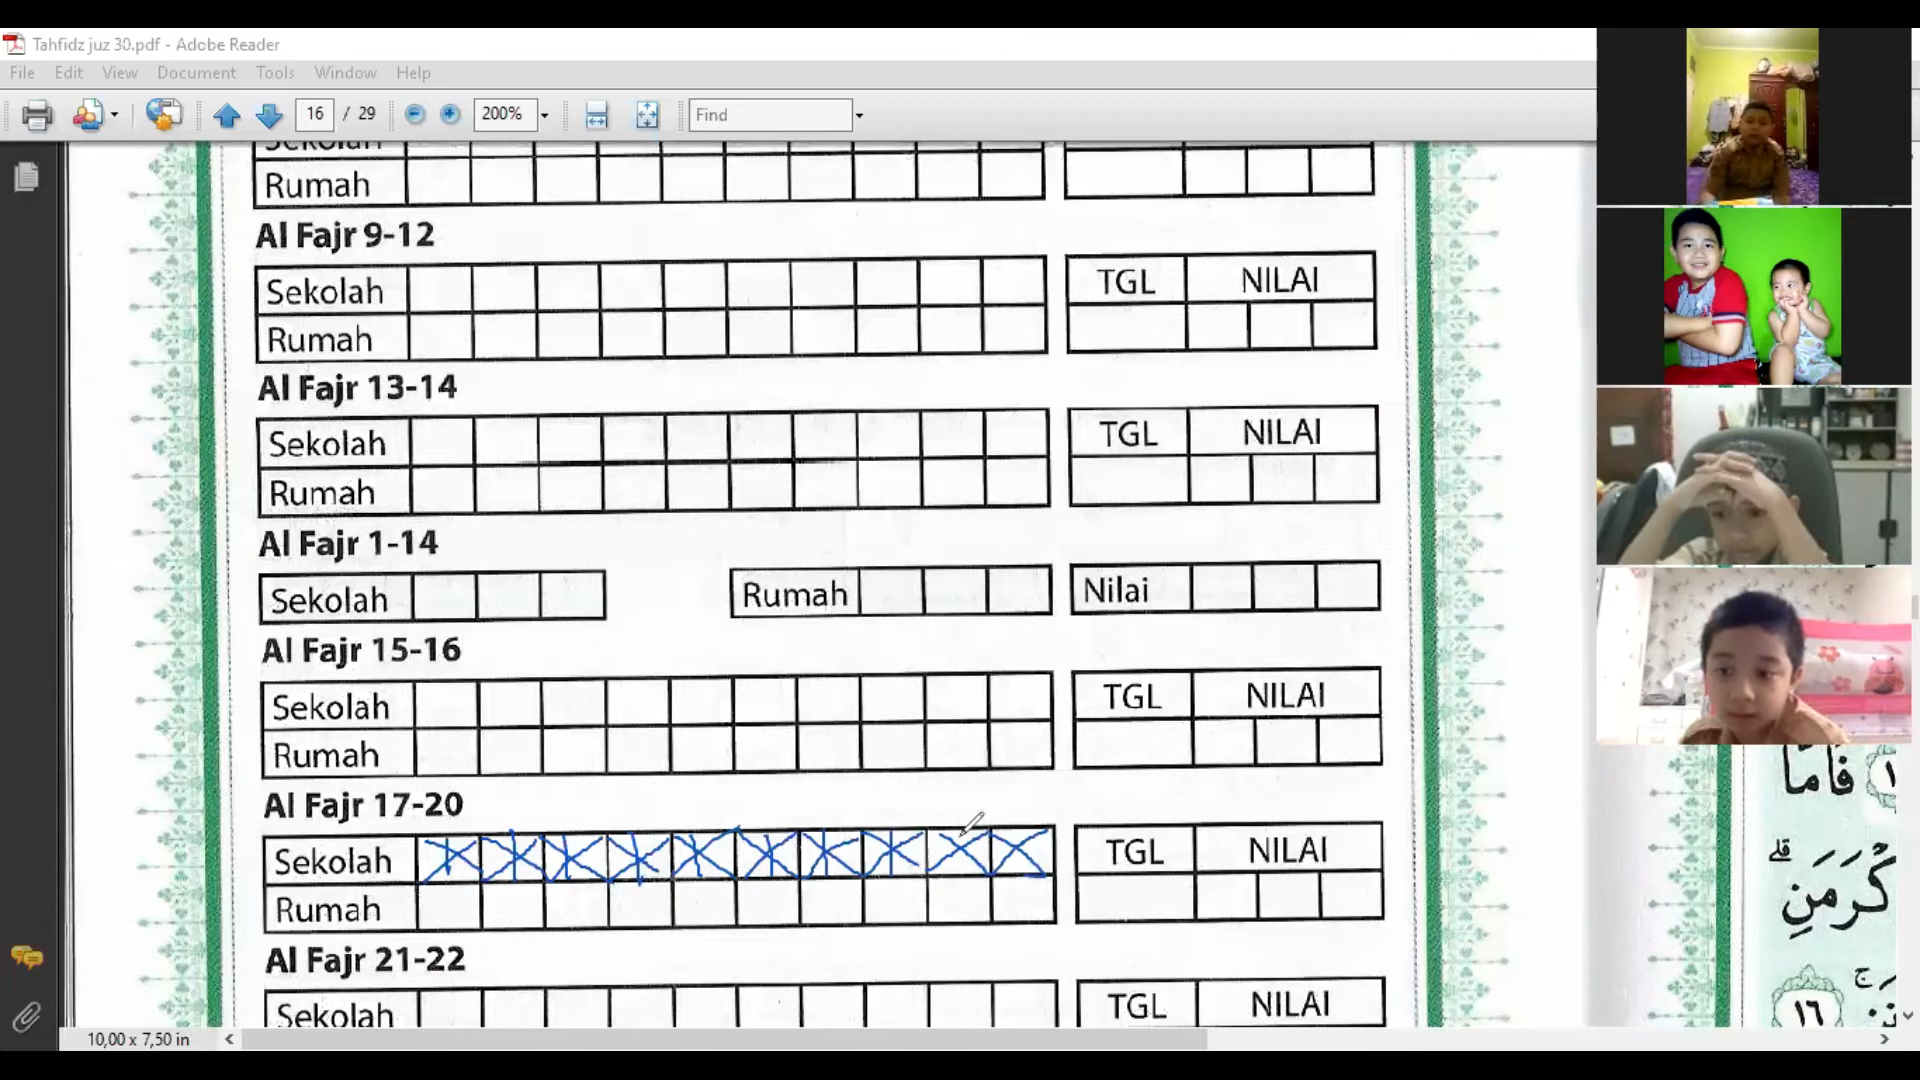 Tahfidz juz 30.pdf - Adobe Reader
File Edit View Document Tools Window Help
16 / 29 200% Find
Sekolah
Rumah
Al Fajr 9-12
Sekolah TGL NILAI
Rumah
Al Fajr 13-14
Sekolah TGL NILAI
Rumah
Al Fajr 1-14
Sekolah Rumah Nilai
Al Fajr 15-16
Sekolah TGL NILAI
Rumah
Al Fajr 17-20
Sekolah TGL NILAI
Rumah
Al Fajr 21-22
Sekolah TGL NILAI
فَأَمَّا
١٦
10,00 x 7,50 in